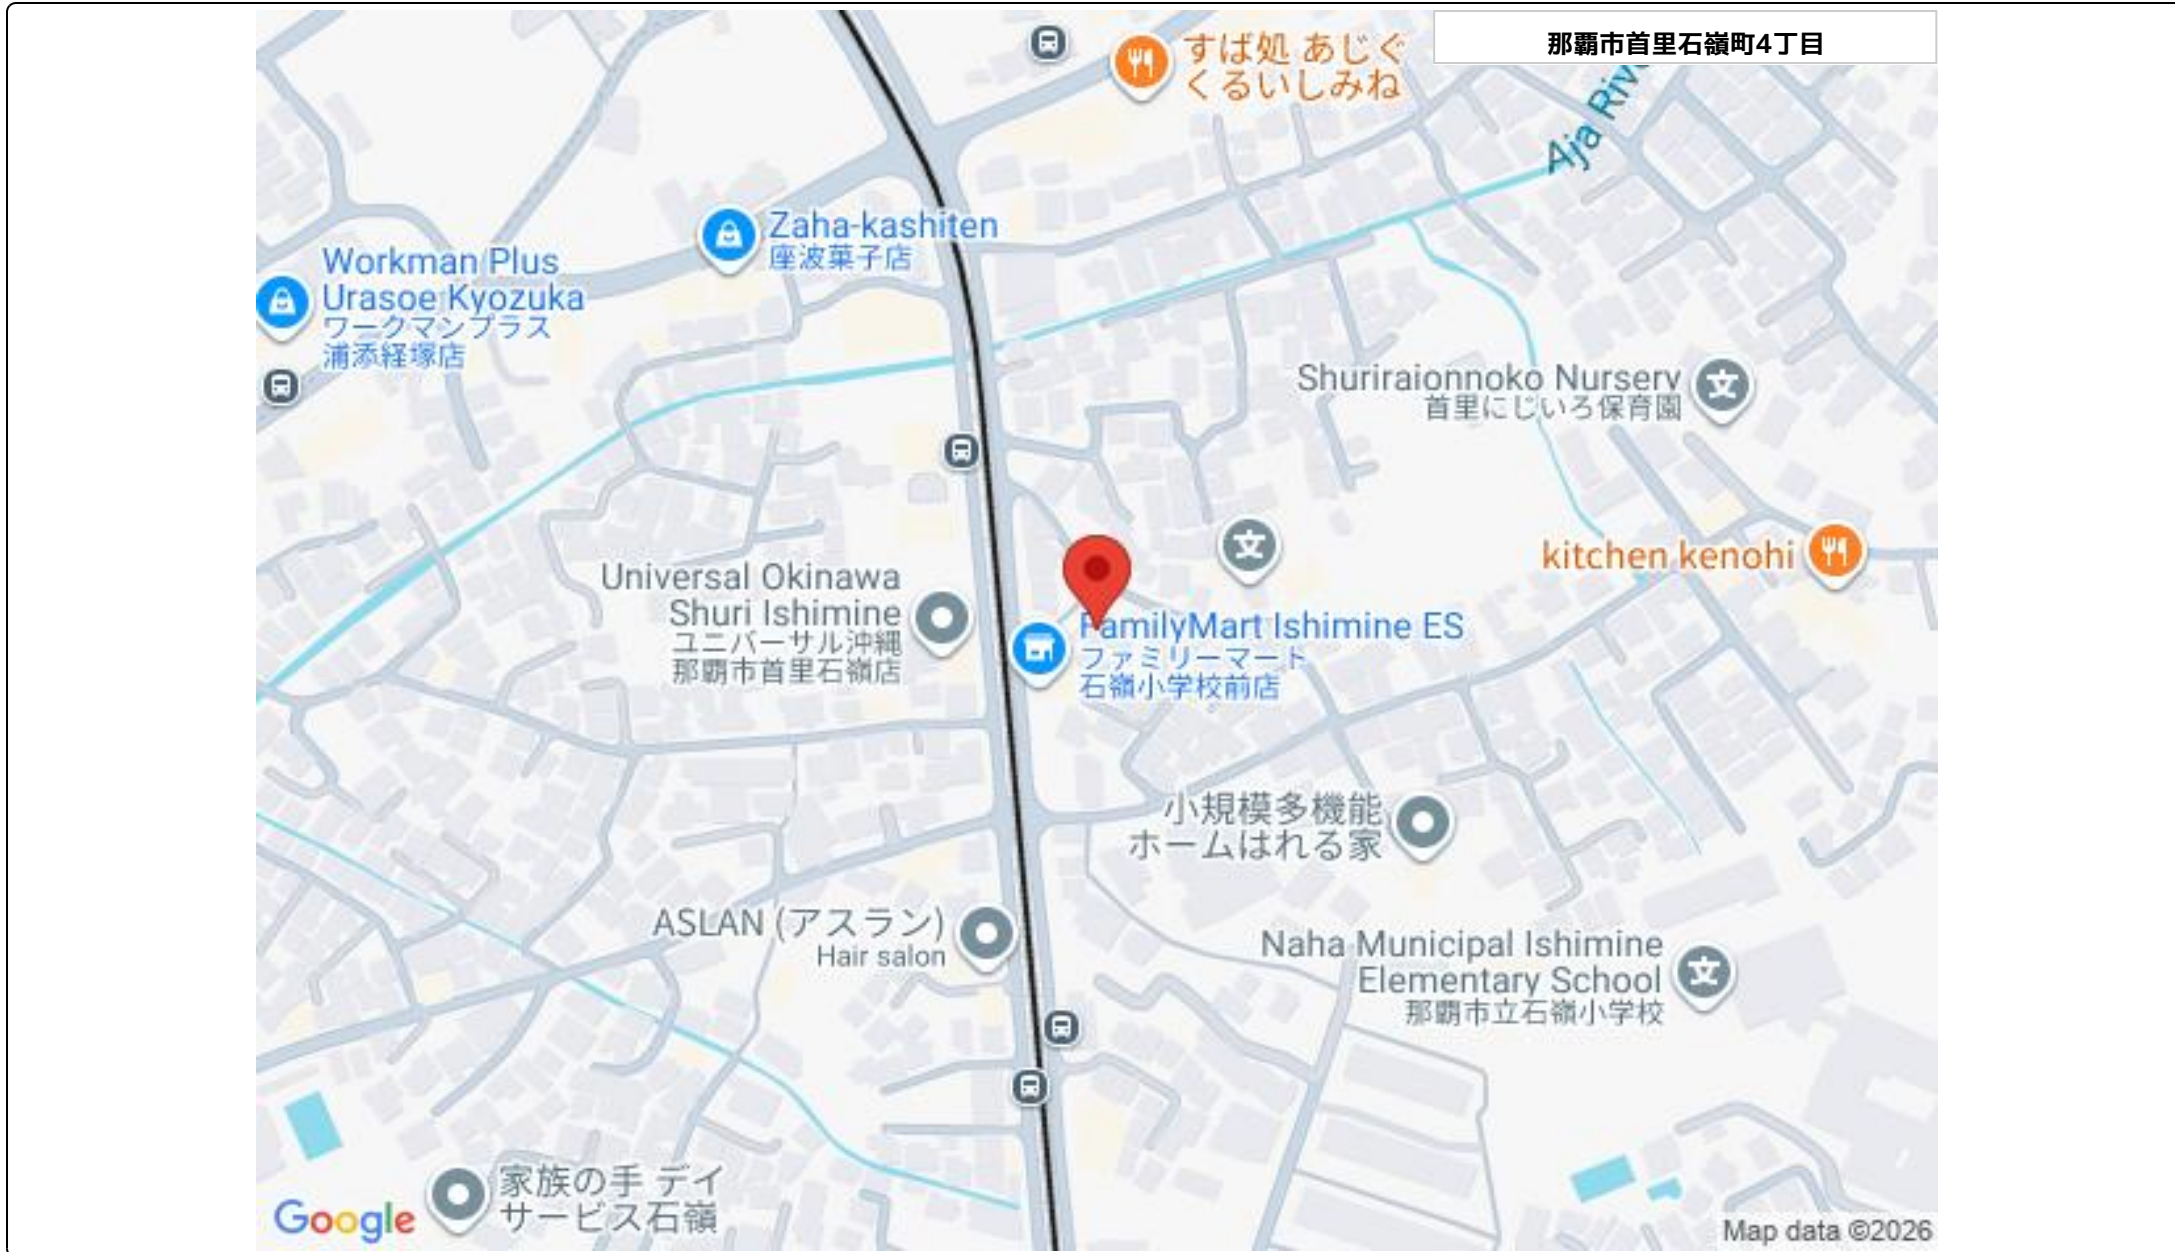 那覇市首里石嶺町4丁目
すば処 あじぐ
くるいしみね
Aja
Zaha-kashiten
座波菓子店
Workman Plus
Urasoe Kyozuka
ワークマンプラス
浦添経塚店
Shuriraionnoko Nursery
首里にじいろ保育園
kitchen kenohi
Universal Okinawa
Shuri Ishimine
ユニバーサル沖縄
那覇市首里石嶺店
FamilyMart Ishimine ES
ファミリーマート
石嶺小学校前店
小規模多機能
ホームはれる家
ASLAN (アスラン)
Hair salon
Naha Municipal Ishimine
Elementary School
那覇市立石嶺小学校
家族の手 デイ
サービス石嶺
Google
Map data ©2026